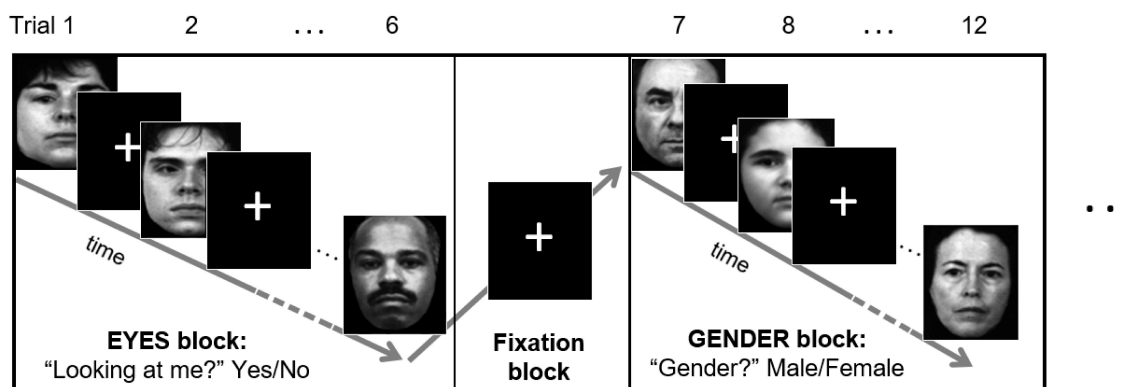 Trial 1 2 ... 6 7 8 ... 12
time
...
EYES block:
"Looking at me?" Yes/No
Fixation
block
time
...
GENDER block:
"Gender?" Male/Female
..